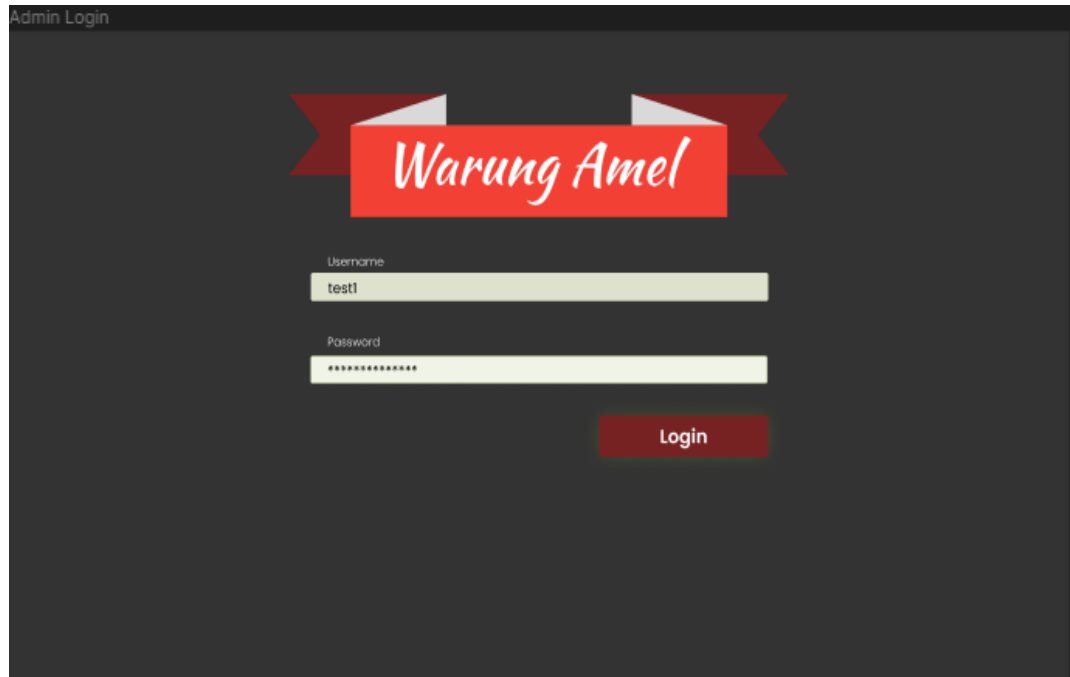 Admin Login
Warung Amel
Username
test1
Password
**************
Login